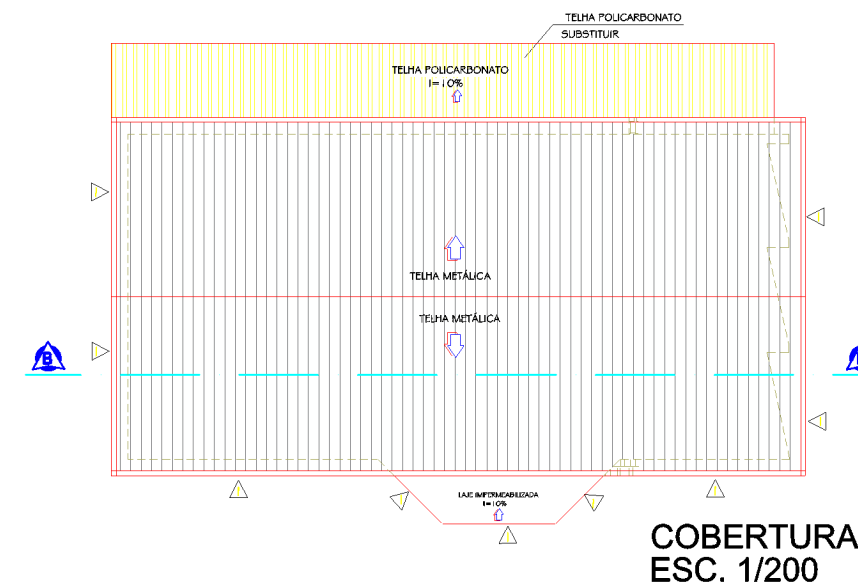 TELHA POLICARBONATO
SUBSTITUIR
TELHA POLICARBONATO
I=10%
TELHA METÁLICA
TELHA METÁLICA
B
LAJE IMPERMEABILIZADA
I=10%
COBERTURA
ESC. 1/200